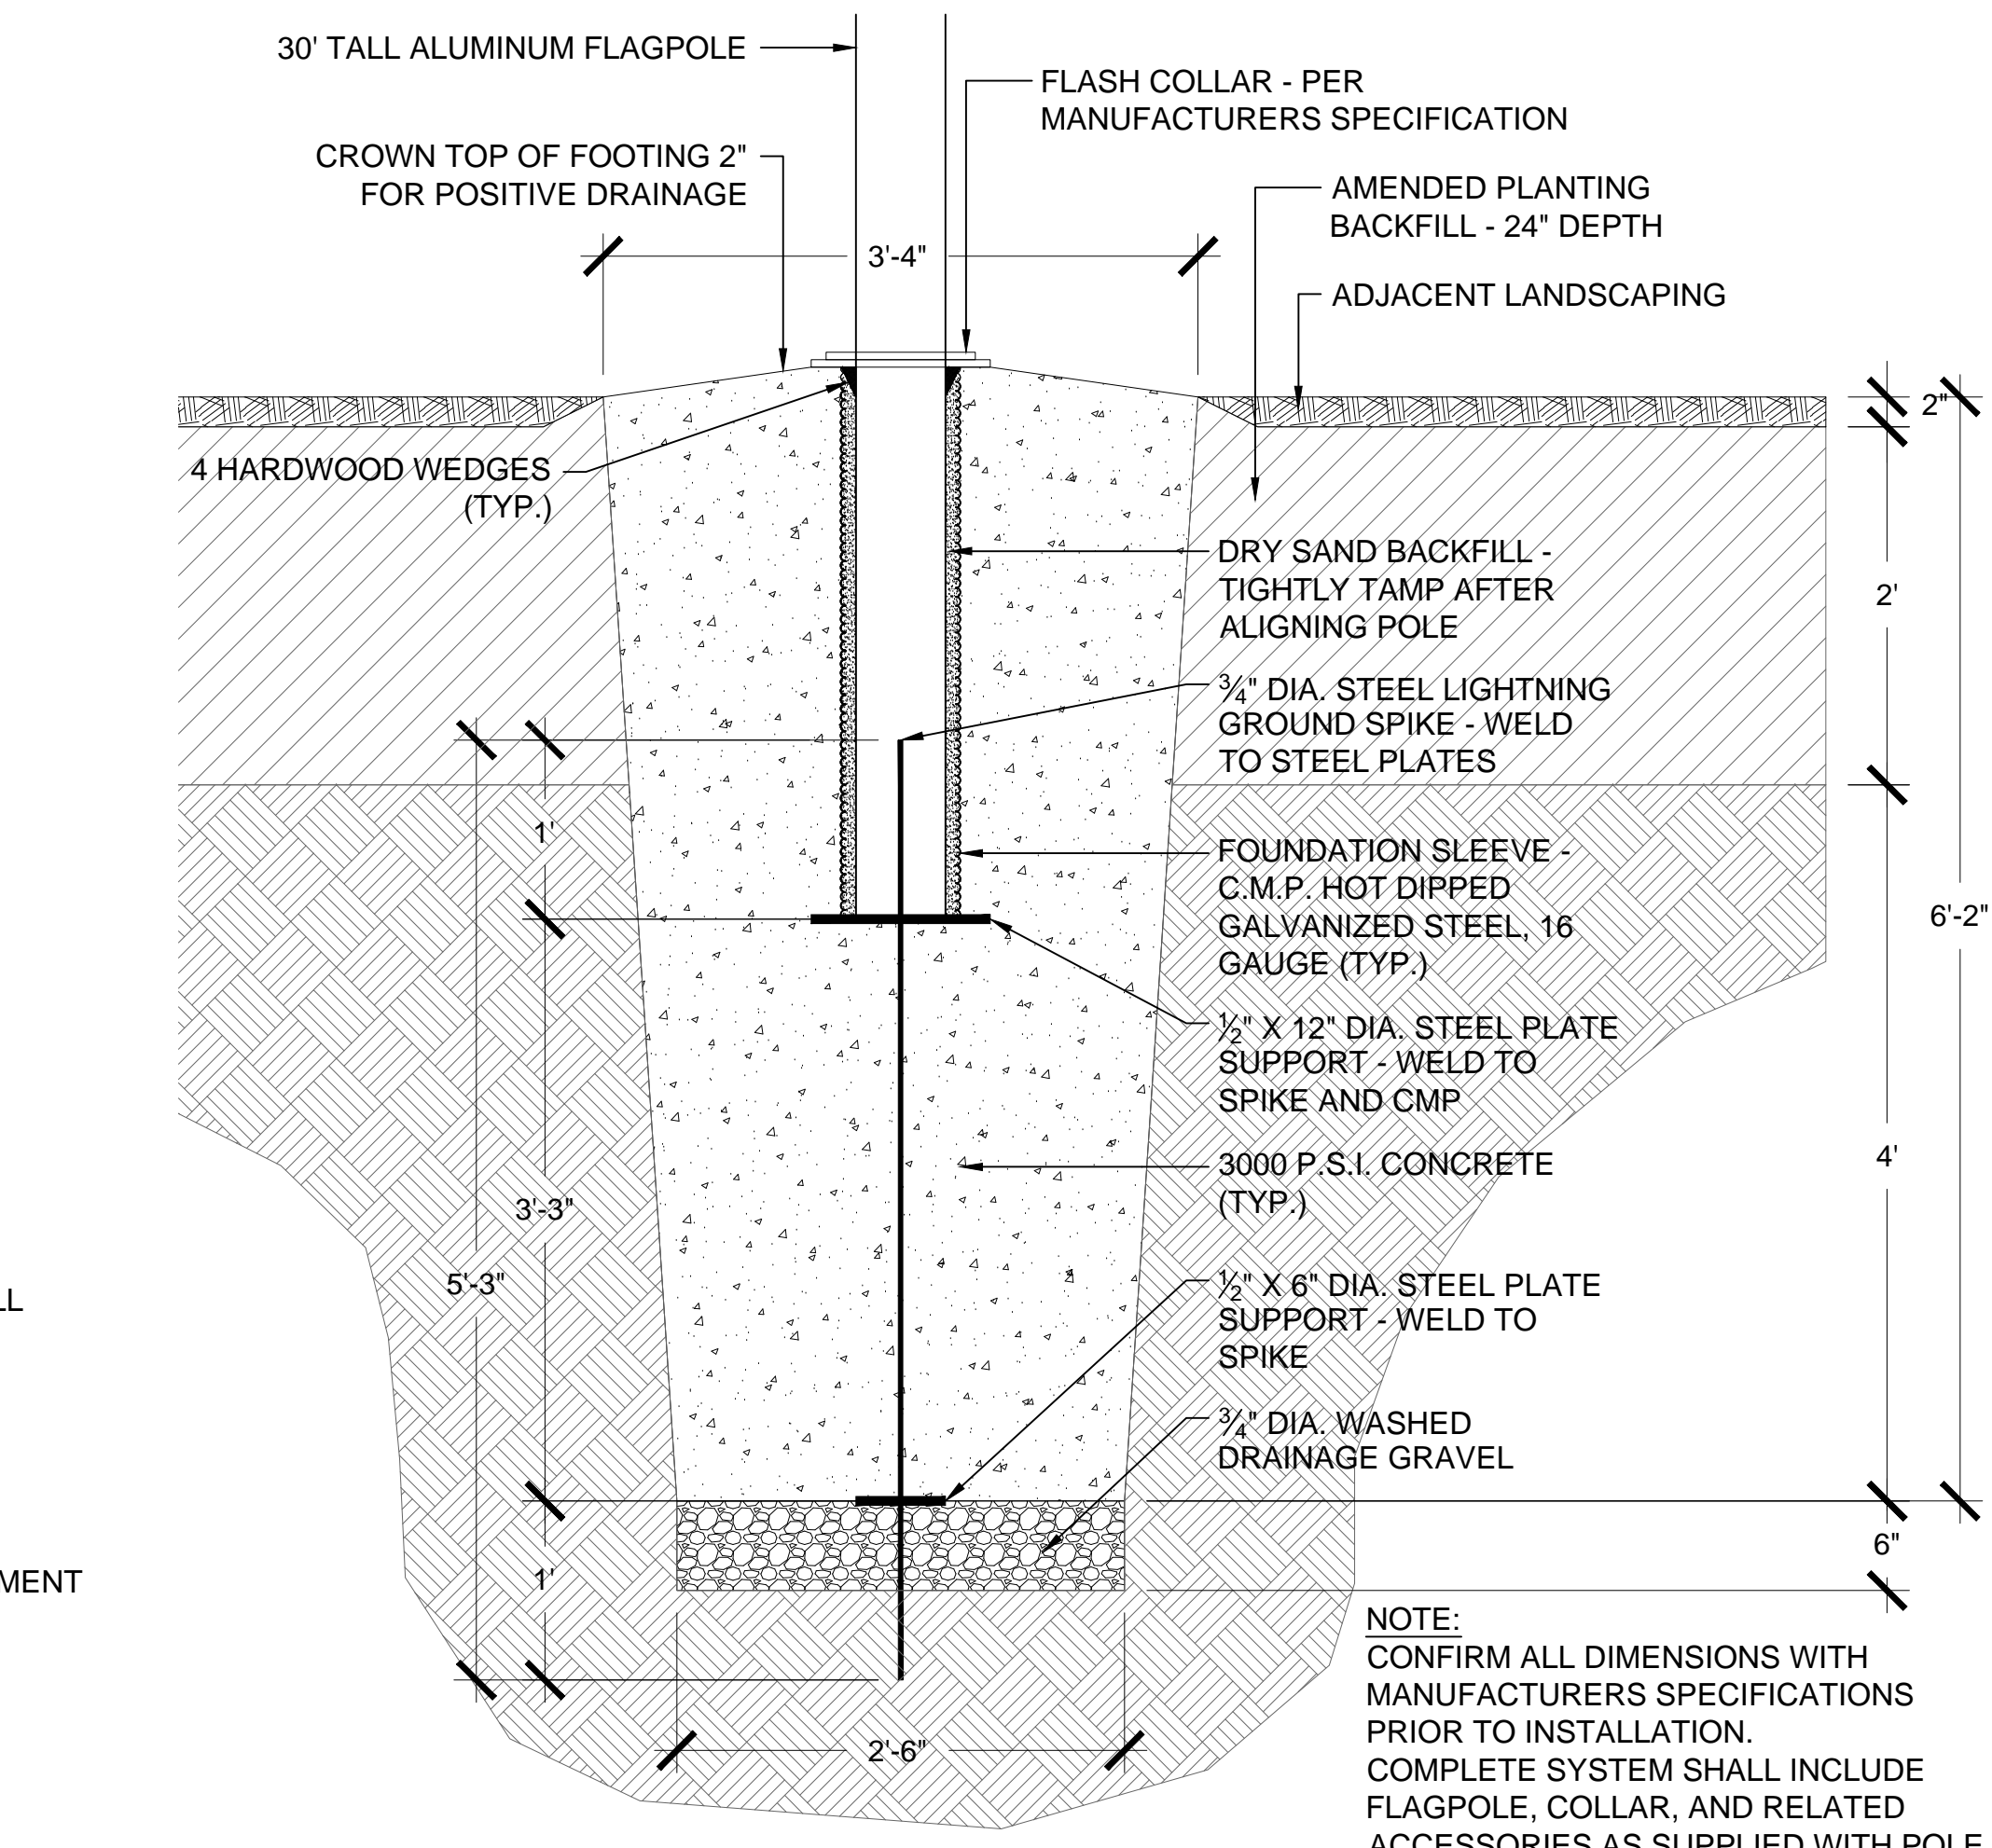 30' TALL ALUMINUM FLAGPOLE
FLASH COLLAR - PER
MANUFACTURERS SPECIFICATION
CROWN TOP OF FOOTING 2"
FOR POSITIVE DRAINAGE
AMENDED PLANTING
BACKFILL - 24" DEPTH
3'-4"
ADJACENT LANDSCAPING
2"
4 HARDWOOD WEDGES
(TYP.)
DRY SAND BACKFILL -
TIGHTLY TAMP AFTER
ALIGNING POLE
2'
3/4" DIA. STEEL LIGHTNING
GROUND SPIKE - WELD
TO STEEL PLATES
1'
FOUNDATION SLEEVE -
C.M.P. HOT DIPPED
GALVANIZED STEEL, 16
GAUGE (TYP.)
6'-2"
1/2" X 12" DIA. STEEL PLATE
SUPPORT - WELD TO
SPIKE AND CMP
3000 P.S.I. CONCRETE
(TYP.)
4'
3'-3"
5'-3"
1/2" X 6" DIA. STEEL PLATE
SUPPORT - WELD TO
SPIKE
LL
3/4" DIA. WASHED
DRAINAGE GRAVEL
6"
1'
MENT
2'-6"
NOTE:
CONFIRM ALL DIMENSIONS WITH
MANUFACTURERS SPECIFICATIONS
PRIOR TO INSTALLATION.
COMPLETE SYSTEM SHALL INCLUDE
FLAGPOLE, COLLAR, AND RELATED
ACCESSORIES AS SUPPLIED WITH POLE